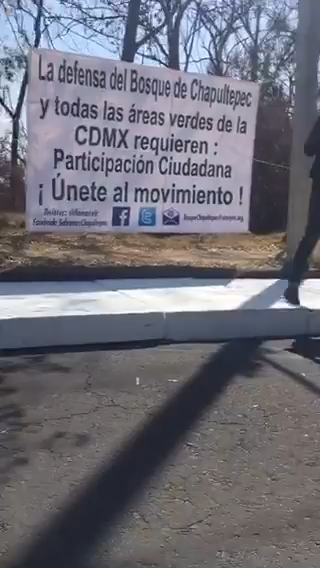 La defensa del Bosque de Chapultepec
y todas las áreas verdes de la
CDMX requieren :
Participación Ciudadana
¡ Únete al movimiento !